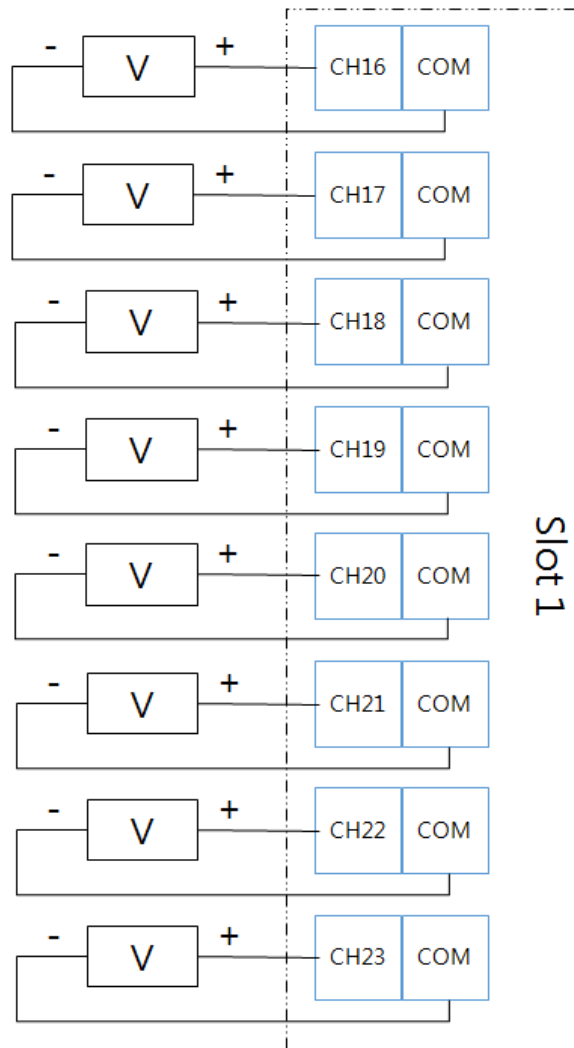 - V + CH16 COM
- V + CH17 COM
- V + CH18 COM
- V + CH19 COM
- V + CH20 COM
- V + CH21 COM
- V + CH22 COM
- V + CH23 COM
Slot 1